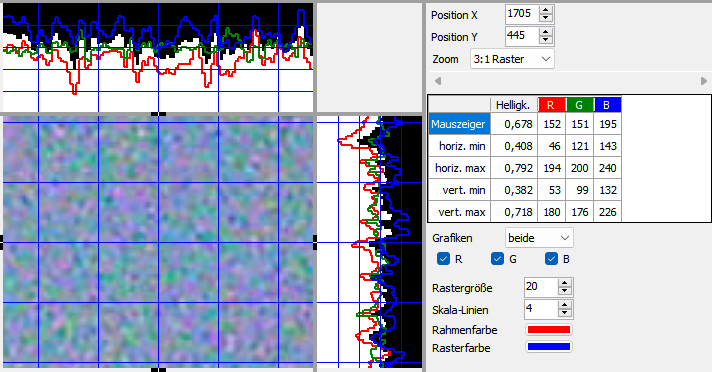 Position X 1705
Position Y 445
Zoom 3:1 Raster
Helligk. R G B
Mauszeiger 0,678 152 151 195
horiz. min 0,408 46 121 143
horiz. max 0,792 194 200 240
vert. min 0,382 53 99 132
vert. max 0,718 180 176 226
Grafiken beide
R G B
Rastergröße 20
Skala-Linien 4
Rahmenfarbe
Rasterfarbe